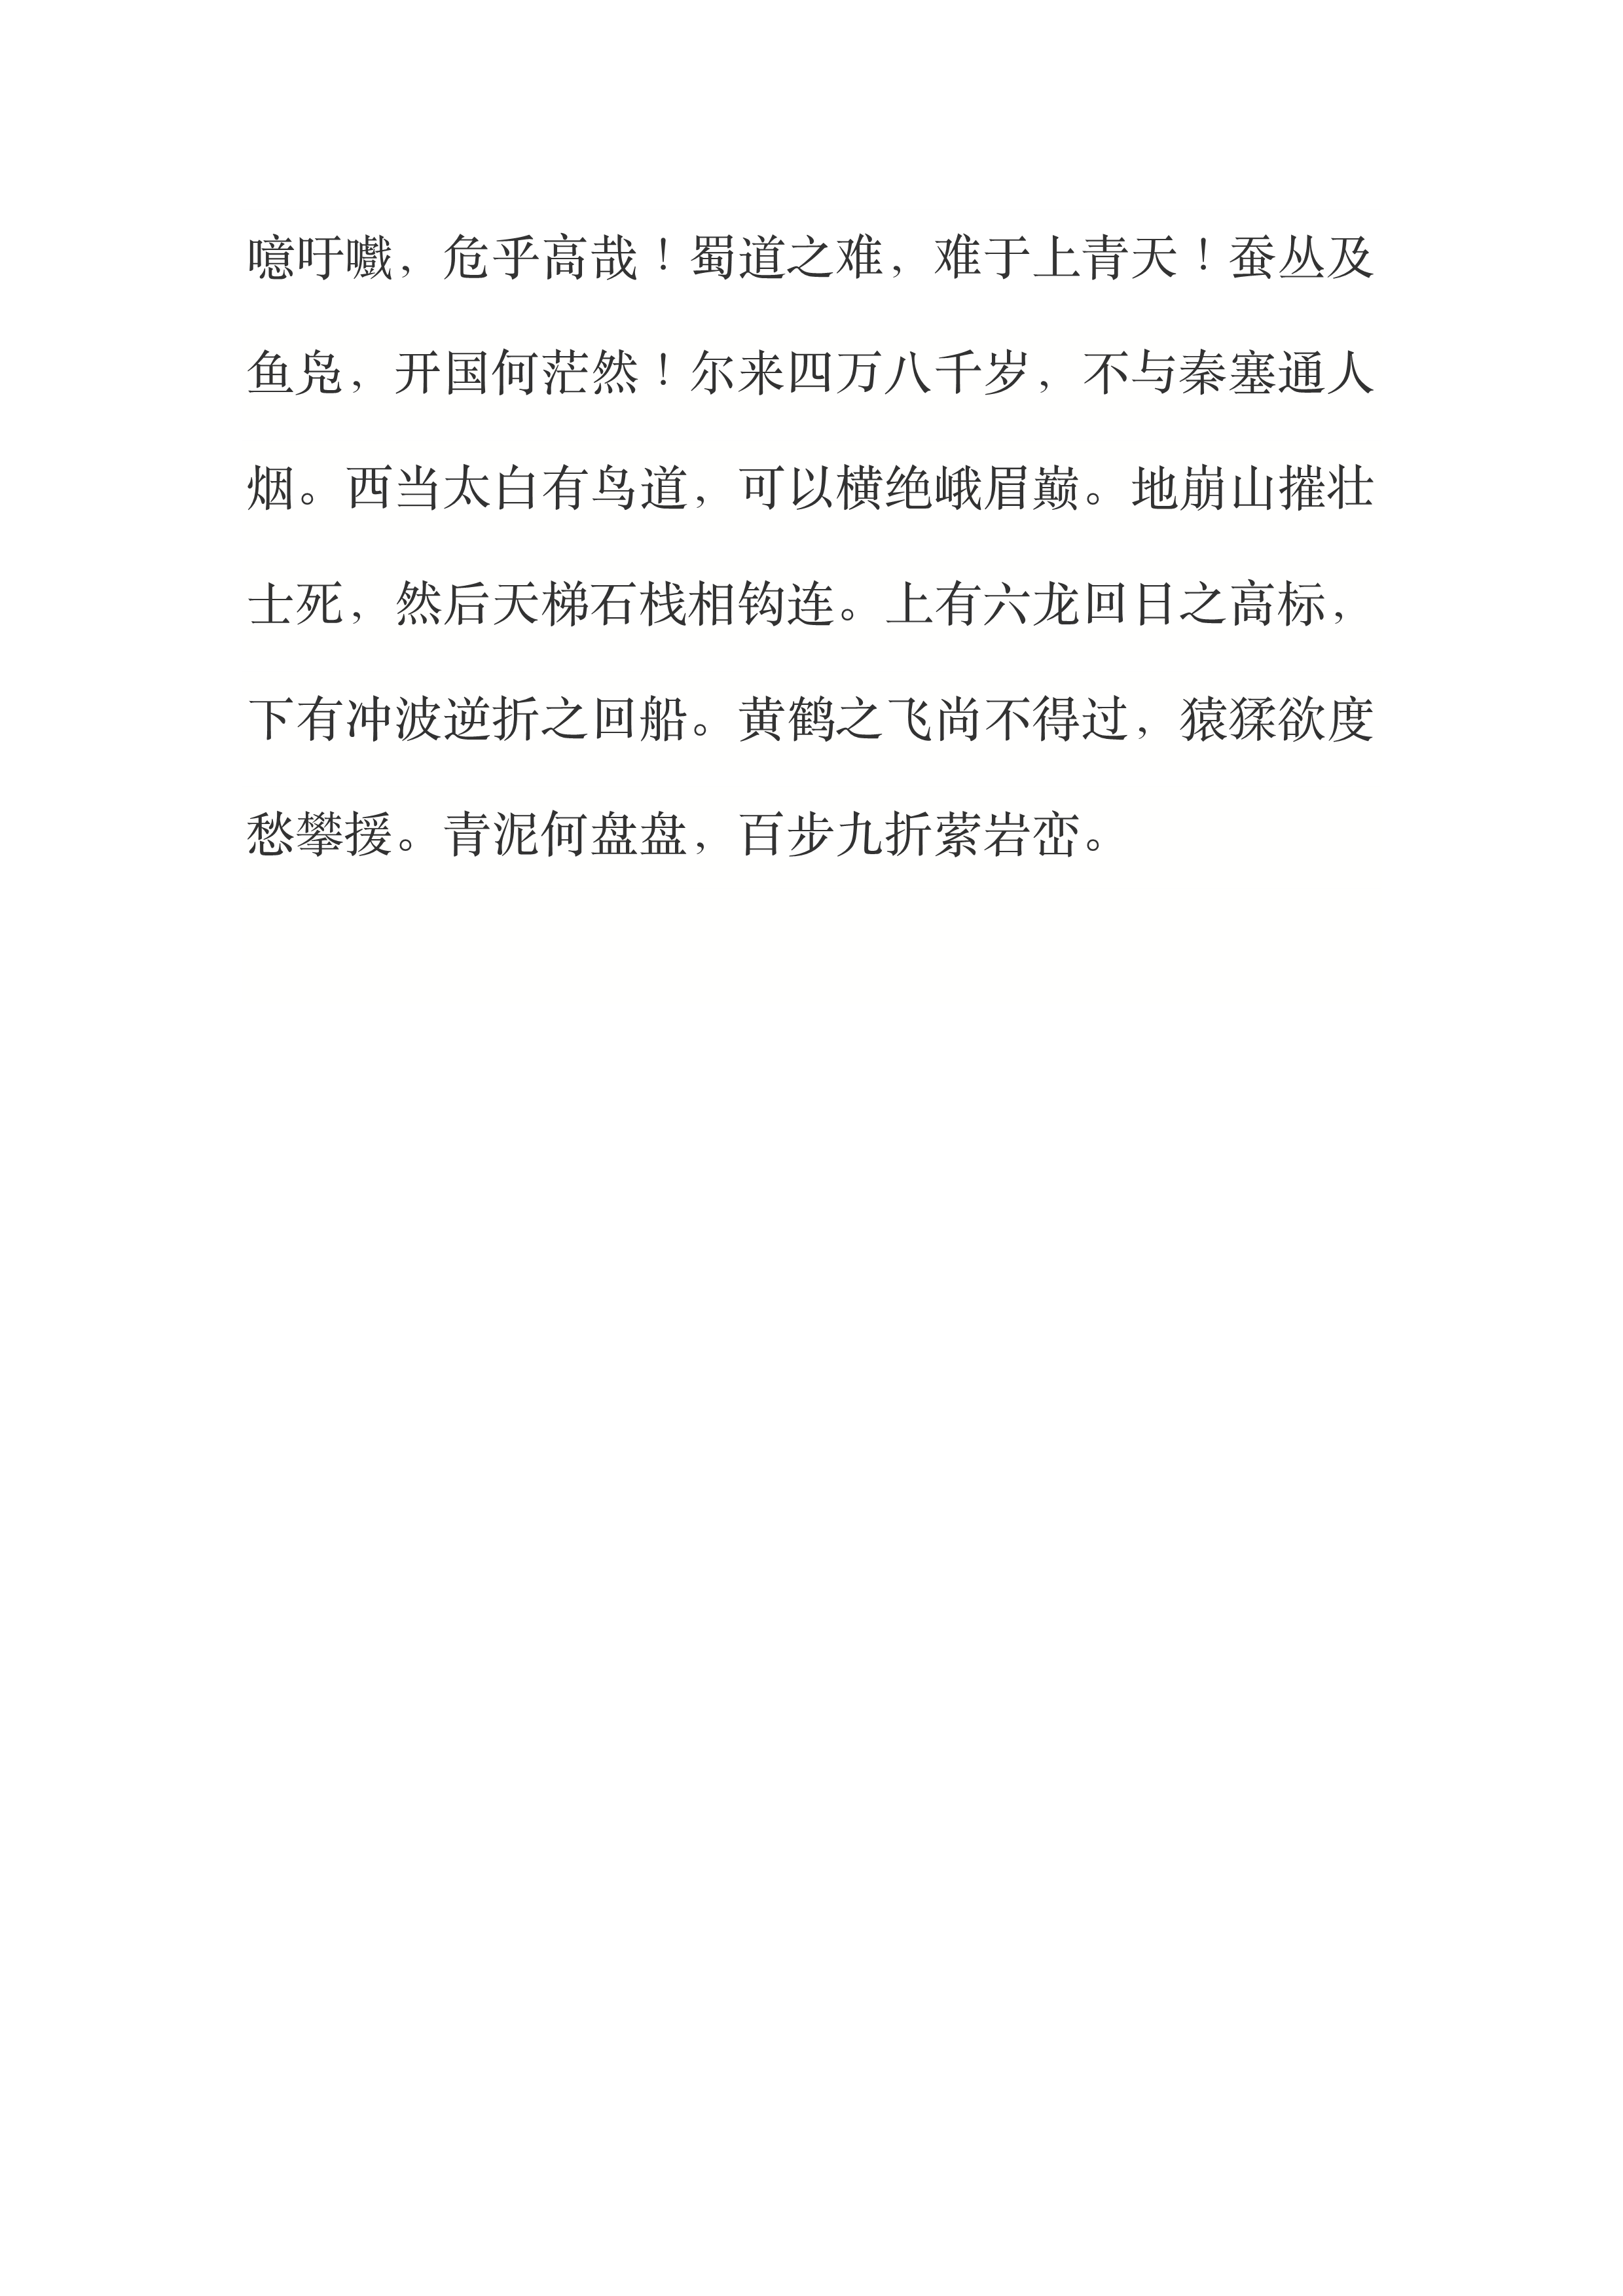 噫吁嚱，危乎高哉！蜀道之难，难于上青天！蚕丛及
鱼凫，开国何茫然！尔来四万八千岁，不与秦塞通人
烟。西当太白有鸟道，可以横绝峨眉巅。地崩山摧壮
士死，然后天梯石栈相钩连。上有六龙回日之高标，
下有冲波逆折之回船。黄鹤之飞尚不得过，猿猱欲度
愁攀援。青泥何盘盘，百步九折萦岩峦。